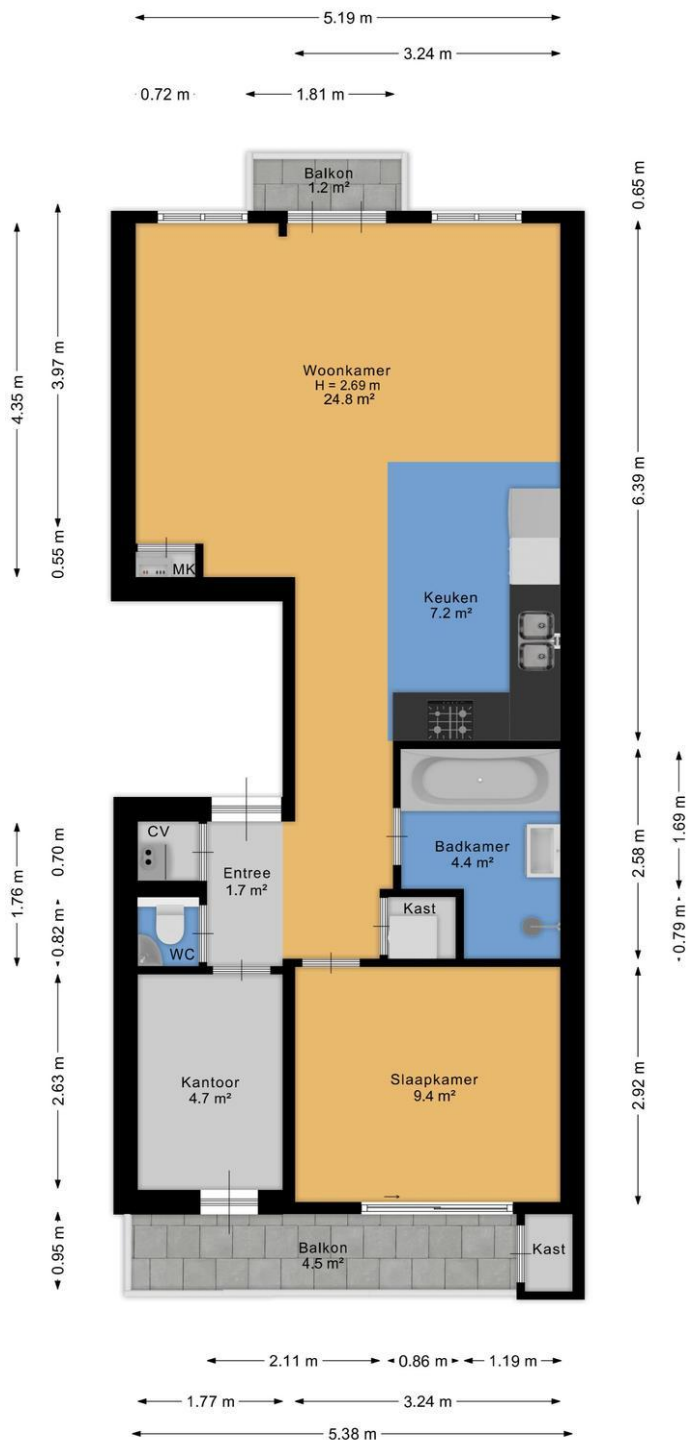 5.19 m
3.24 m
0.72 m
1.81 m
Balkon
1.2 m²
0.65 m
4.35 m
3.97 m
0.55 m
Woonkamer
H = 2.69 m
24.8 m²
6.39 m
MK
Keuken
7.2 m²
1.76 m
0.70 m
0.82 m
CV
Entree
1.7 m²
WC
Badkamer
4.4 m²
Kast
2.58 m
1.69 m
0.79 m
2.63 m
Kantoor
4.7 m²
Slaapkamer
9.4 m²
2.92 m
0.95 m
Balkon
4.5 m²
Kast
2.11 m
0.86 m
1.19 m
1.77 m
3.24 m
5.38 m